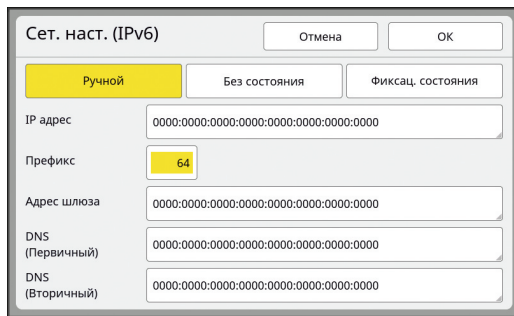 Сет. наст. (IPv6)
Отмена
ОК
Ручной
Без состояния
Фиксац. состояния
IP адрес
0000:0000:0000:0000:0000:0000:0000:0000
Префикс
64
Адрес шлюза
0000:0000:0000:0000:0000:0000:0000:0000
DNS
(Первичный)
0000:0000:0000:0000:0000:0000:0000:0000
DNS
(Вторичный)
0000:0000:0000:0000:0000:0000:0000:0000